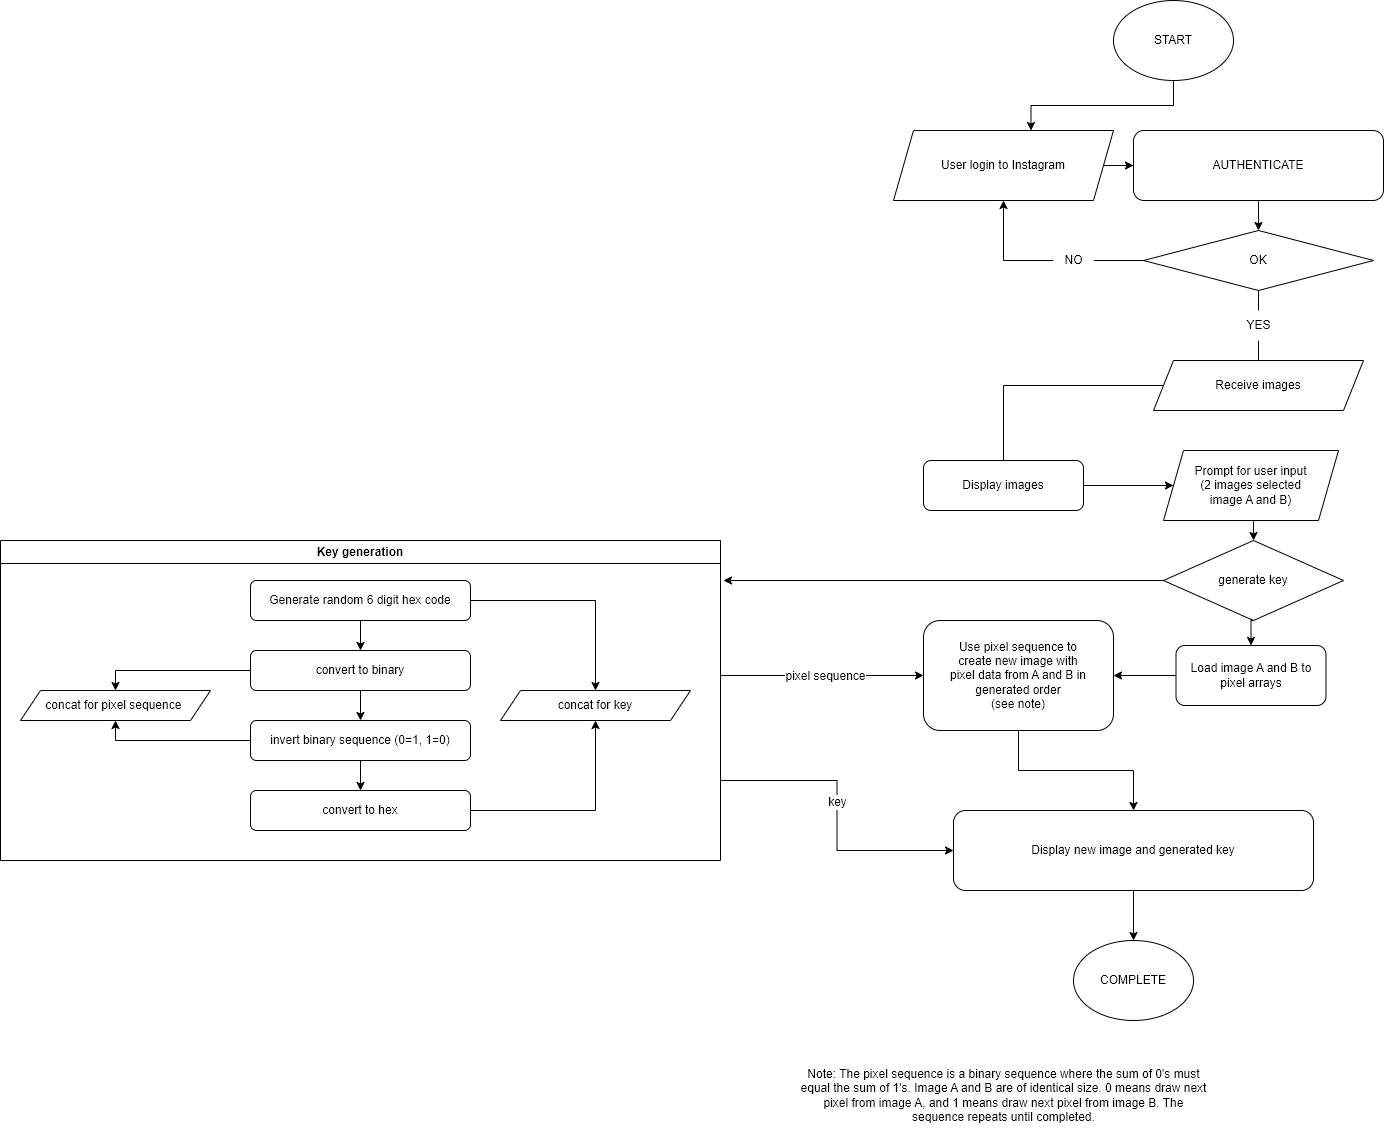 START
User login to Instagram
AUTHENTICATE
NO
OK
YES
Receive images
Display images
Prompt for user input
(2 images selected
image A and B)
generate key
Key generation
Generate random 6 digit hex code
convert to binary
concat for pixel sequence
concat for key
invert binary sequence (0=1, 1=0)
convert to hex
pixel sequence
Use pixel sequence to
create new image with
pixel data from A and B in
generated order
(see note)
Load image A and B to
pixel arrays
key
Display new image and generated key
COMPLETE
Note: The pixel sequence is a binary sequence where the sum of 0's must
equal the sum of 1's. Image A and B are of identical size. 0 means draw next
pixel from image A, and 1 means draw next pixel from image B. The
sequence repeats until completed.